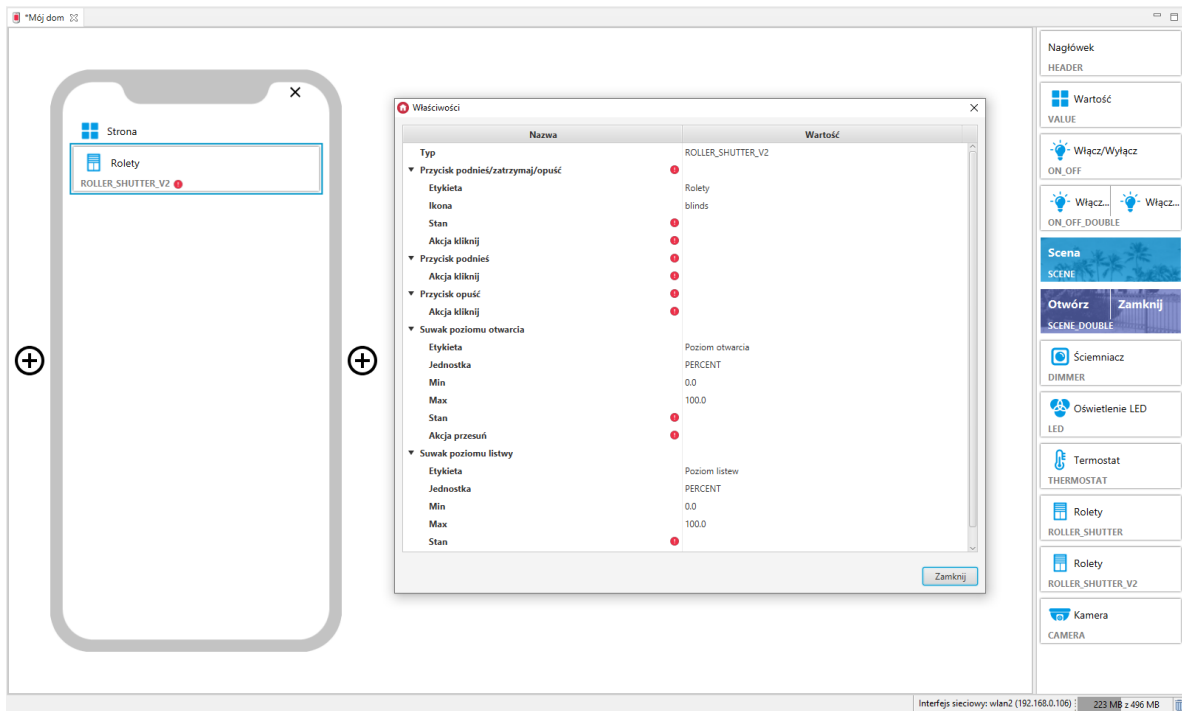 *Mój dom
Strona
Rolety
ROLLER_SHUTTER_V2
Właściwości
Nazwa Wartość
Typ ROLLER_SHUTTER_V2
Przycisk podnieś/zatrzymaj/opuść
Etykieta Rolety
Ikona blinds
Stan
Akcja kliknij
Przycisk podnieś
Akcja kliknij
Przycisk opuść
Akcja kliknij
Suwak poziomu otwarcia
Etykieta Poziom otwarcia
Jednostka PERCENT
Min 0.0
Max 100.0
Stan
Akcja przesuń
Suwak poziomu listwy
Etykieta Poziom listew
Jednostka PERCENT
Min 0.0
Max 100.0
Stan
Zamknij
Nagłówek
HEADER
Wartość
VALUE
Włącz/Wyłącz
ON_OFF
Włącz... Włącz...
ON_OFF_DOUBLE
Scena
SCENE
Otwórz Zamknij
SCENE_DOUBLE
Ściemniacz
DIMMER
Oświetlenie LED
LED
Termostat
THERMOSTAT
Rolety
ROLLER_SHUTTER
Rolety
ROLLER_SHUTTER_V2
Kamera
CAMERA
Interfejs sieciowy: wlan2 (192.168.0.106) 223 MB z 496 MB